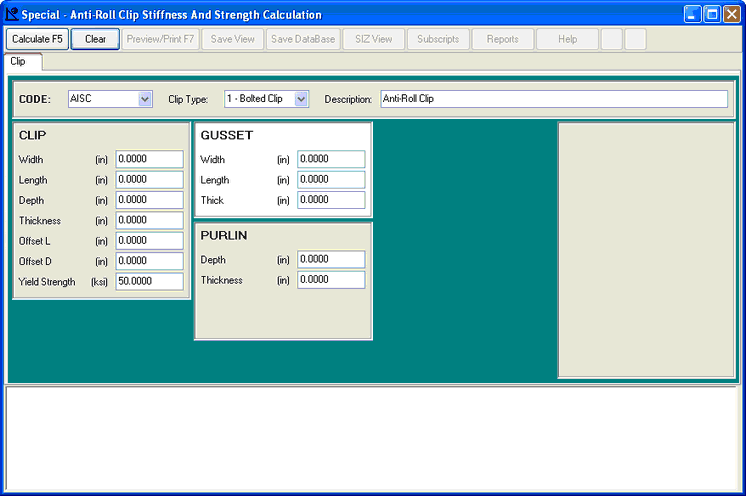 Special - Anti-Roll Clip Stiffness And Strength Calculation
Calculate F5 Clear Preview/Print F7 Save View Save DataBase SIZ View Subscripts Reports Help
Clip
CODE: AISC Clip Type: 1 - Bolted Clip Description: Anti-Roll Clip
CLIP
Width (in) 0.0000
Length (in) 0.0000
Depth (in) 0.0000
Thickness (in) 0.0000
Offset L (in) 0.0000
Offset D (in) 0.0000
Yield Strength (ksi) 50.0000
GUSSET
Width (in) 0.0000
Length (in) 0.0000
Thick (in) 0.0000
PURLIN
Depth (in) 0.0000
Thickness (in) 0.0000